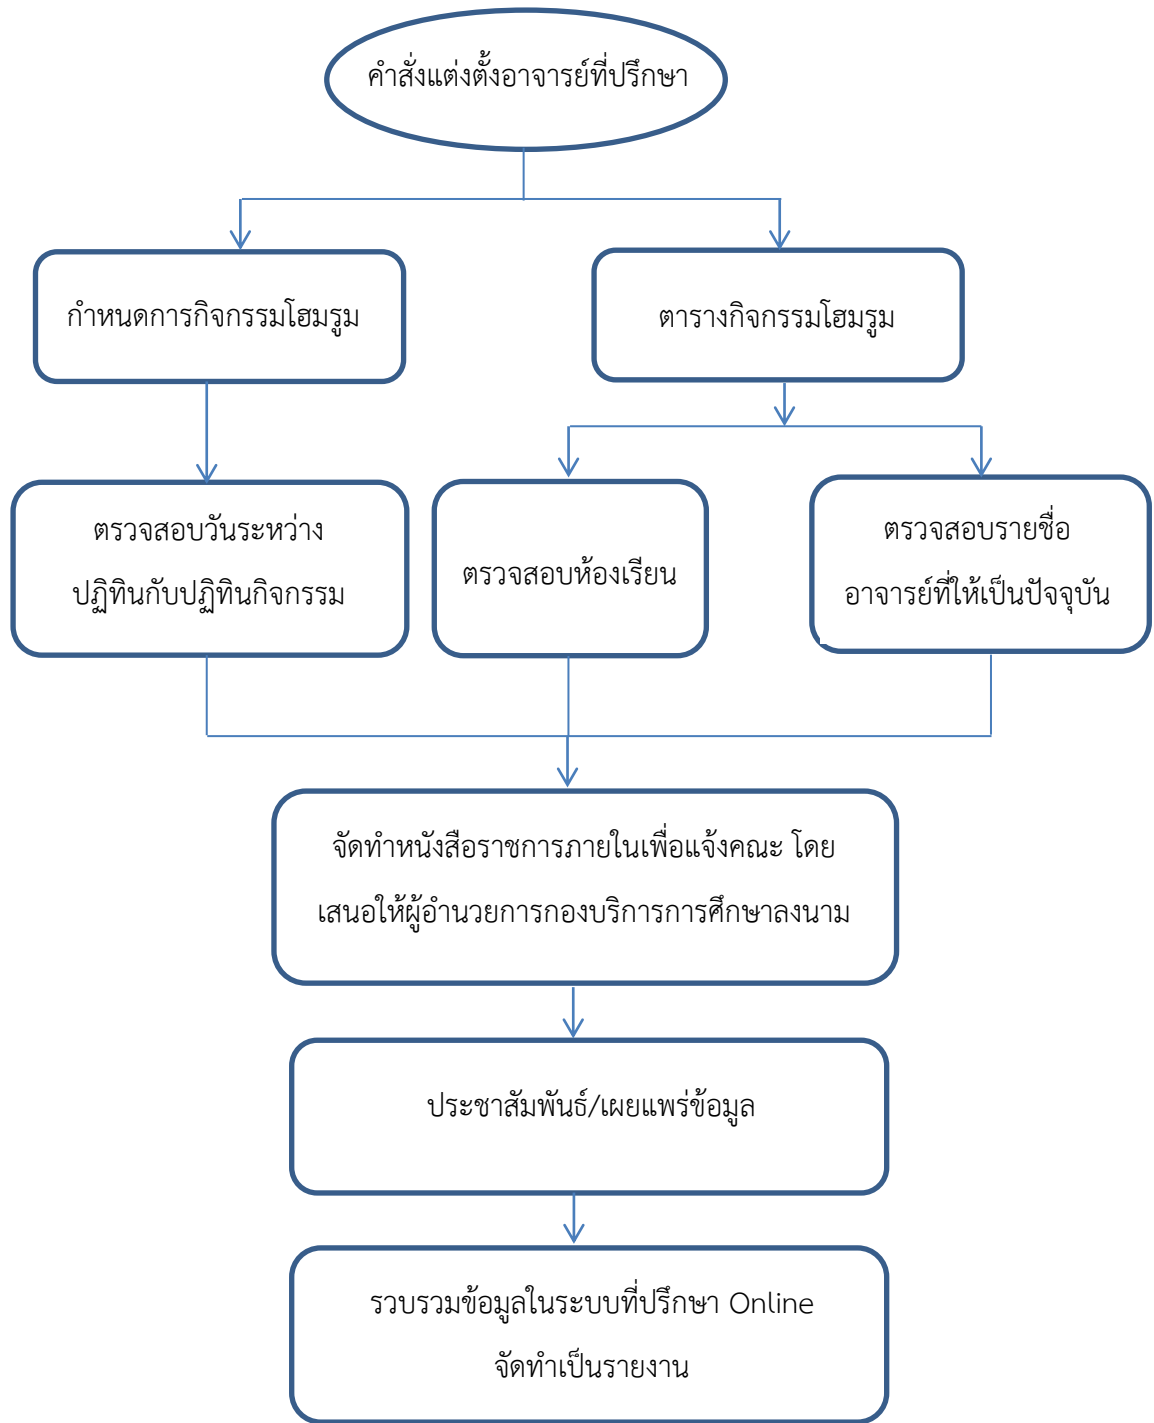 คำสั่งแต่งตั้งอาจารย์ที่ปรึกษา
กำหนดการกิจกรรมโฮมรูม
ตารางกิจกรรมโฮมรูม
ตรวจสอบวันระหว่าง
ปฏิทินกับปฏิทินกิจกรรม
ตรวจสอบห้องเรียน
ตรวจสอบรายชื่อ
อาจารย์ที่ให้เป็นปัจจุบัน
จัดทำหนังสือราชการภายในเพื่อแจ้งคณะ โดย
เสนอให้ผู้อำนวยการกองบริการการศึกษาลงนาม
ประชาสัมพันธ์/เผยแพร่ข้อมูล
รวบรวมข้อมูลในระบบที่ปรึกษา Online
จัดทำเป็นรายงาน